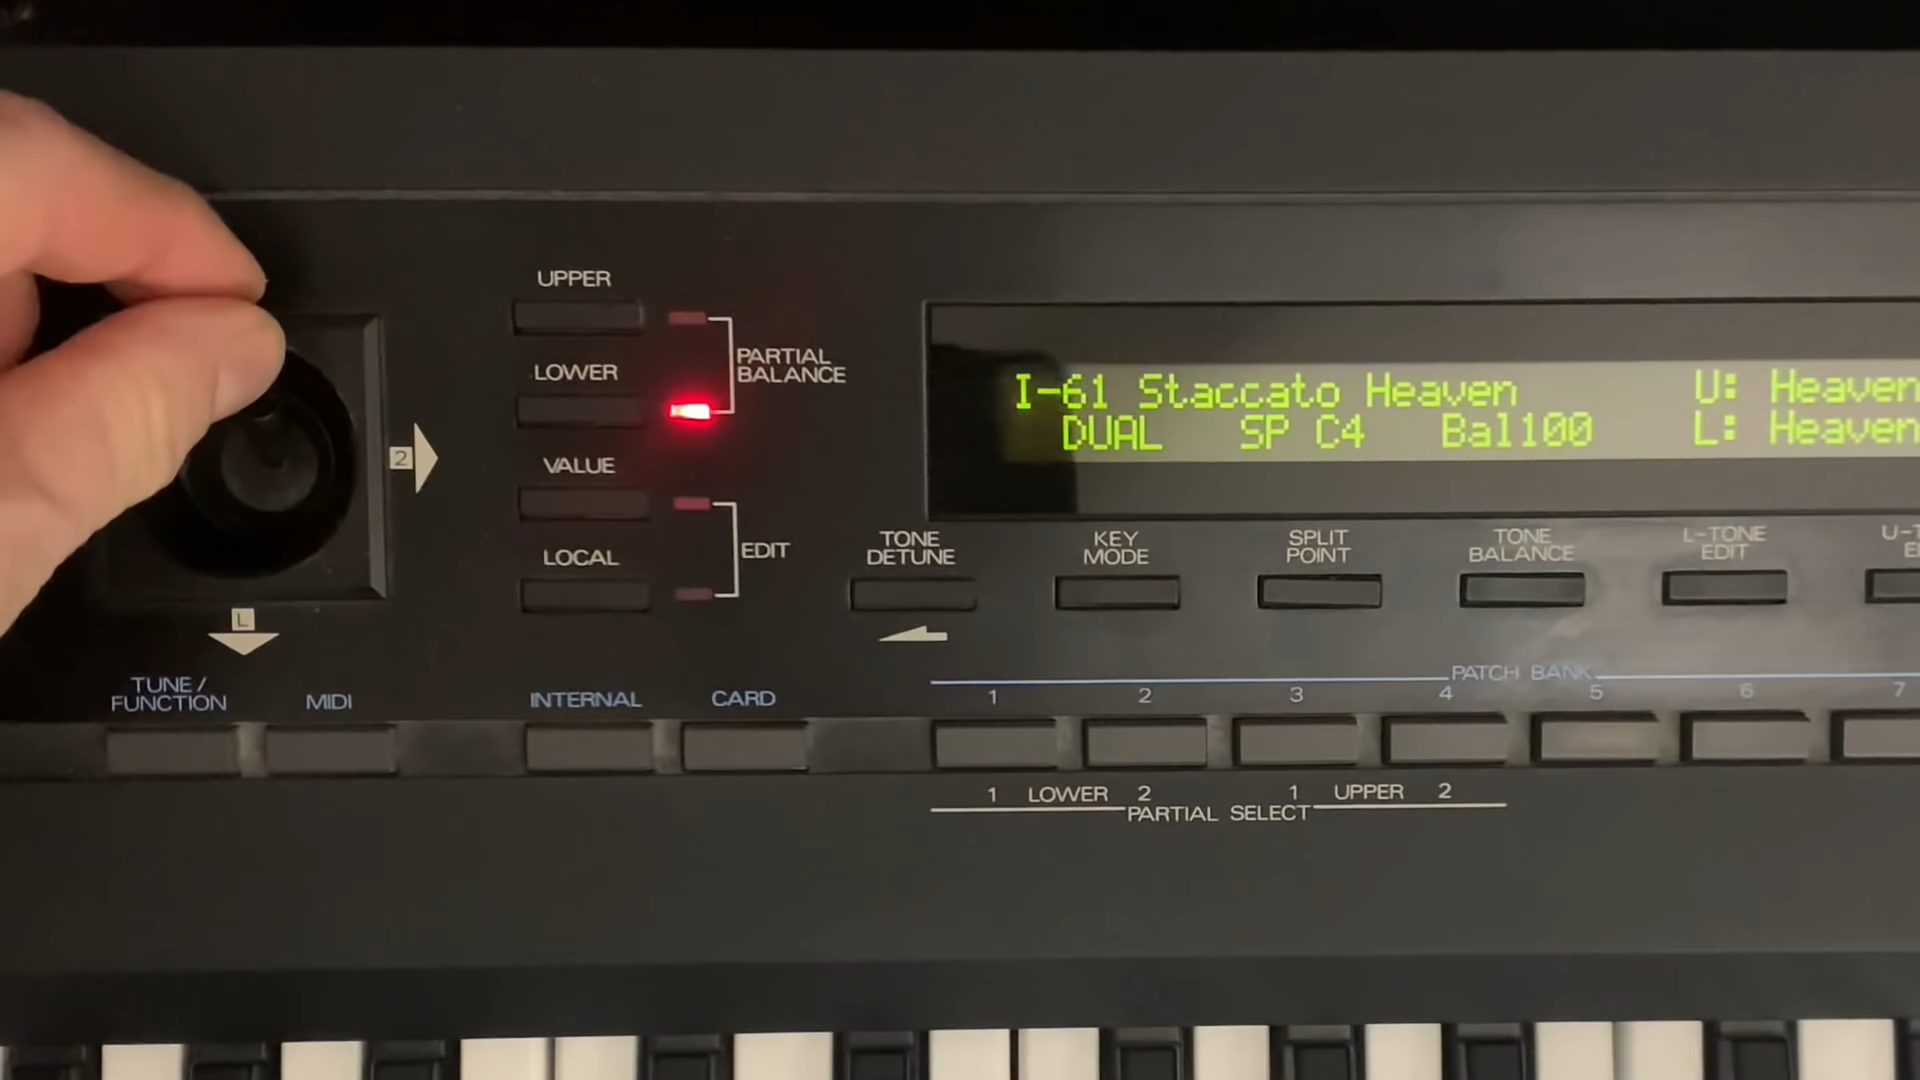 UPPER
LOWER
VALUE
LOCAL
PARTIAL
BALANCE
EDIT
2
L
I-61 Staccato Heaven U: Heaven
DUAL SP C4 Bal100 L: Heaven
TONE
DETUNE
KEY
MODE
SPLIT
POINT
TONE
BALANCE
L-TONE
EDIT
TUNE/
FUNCTION
MIDI
INTERNAL
CARD
PATCH BANK
1 2 3 4 5 6 7
1 LOWER 2 1 UPPER 2
PARTIAL SELECT